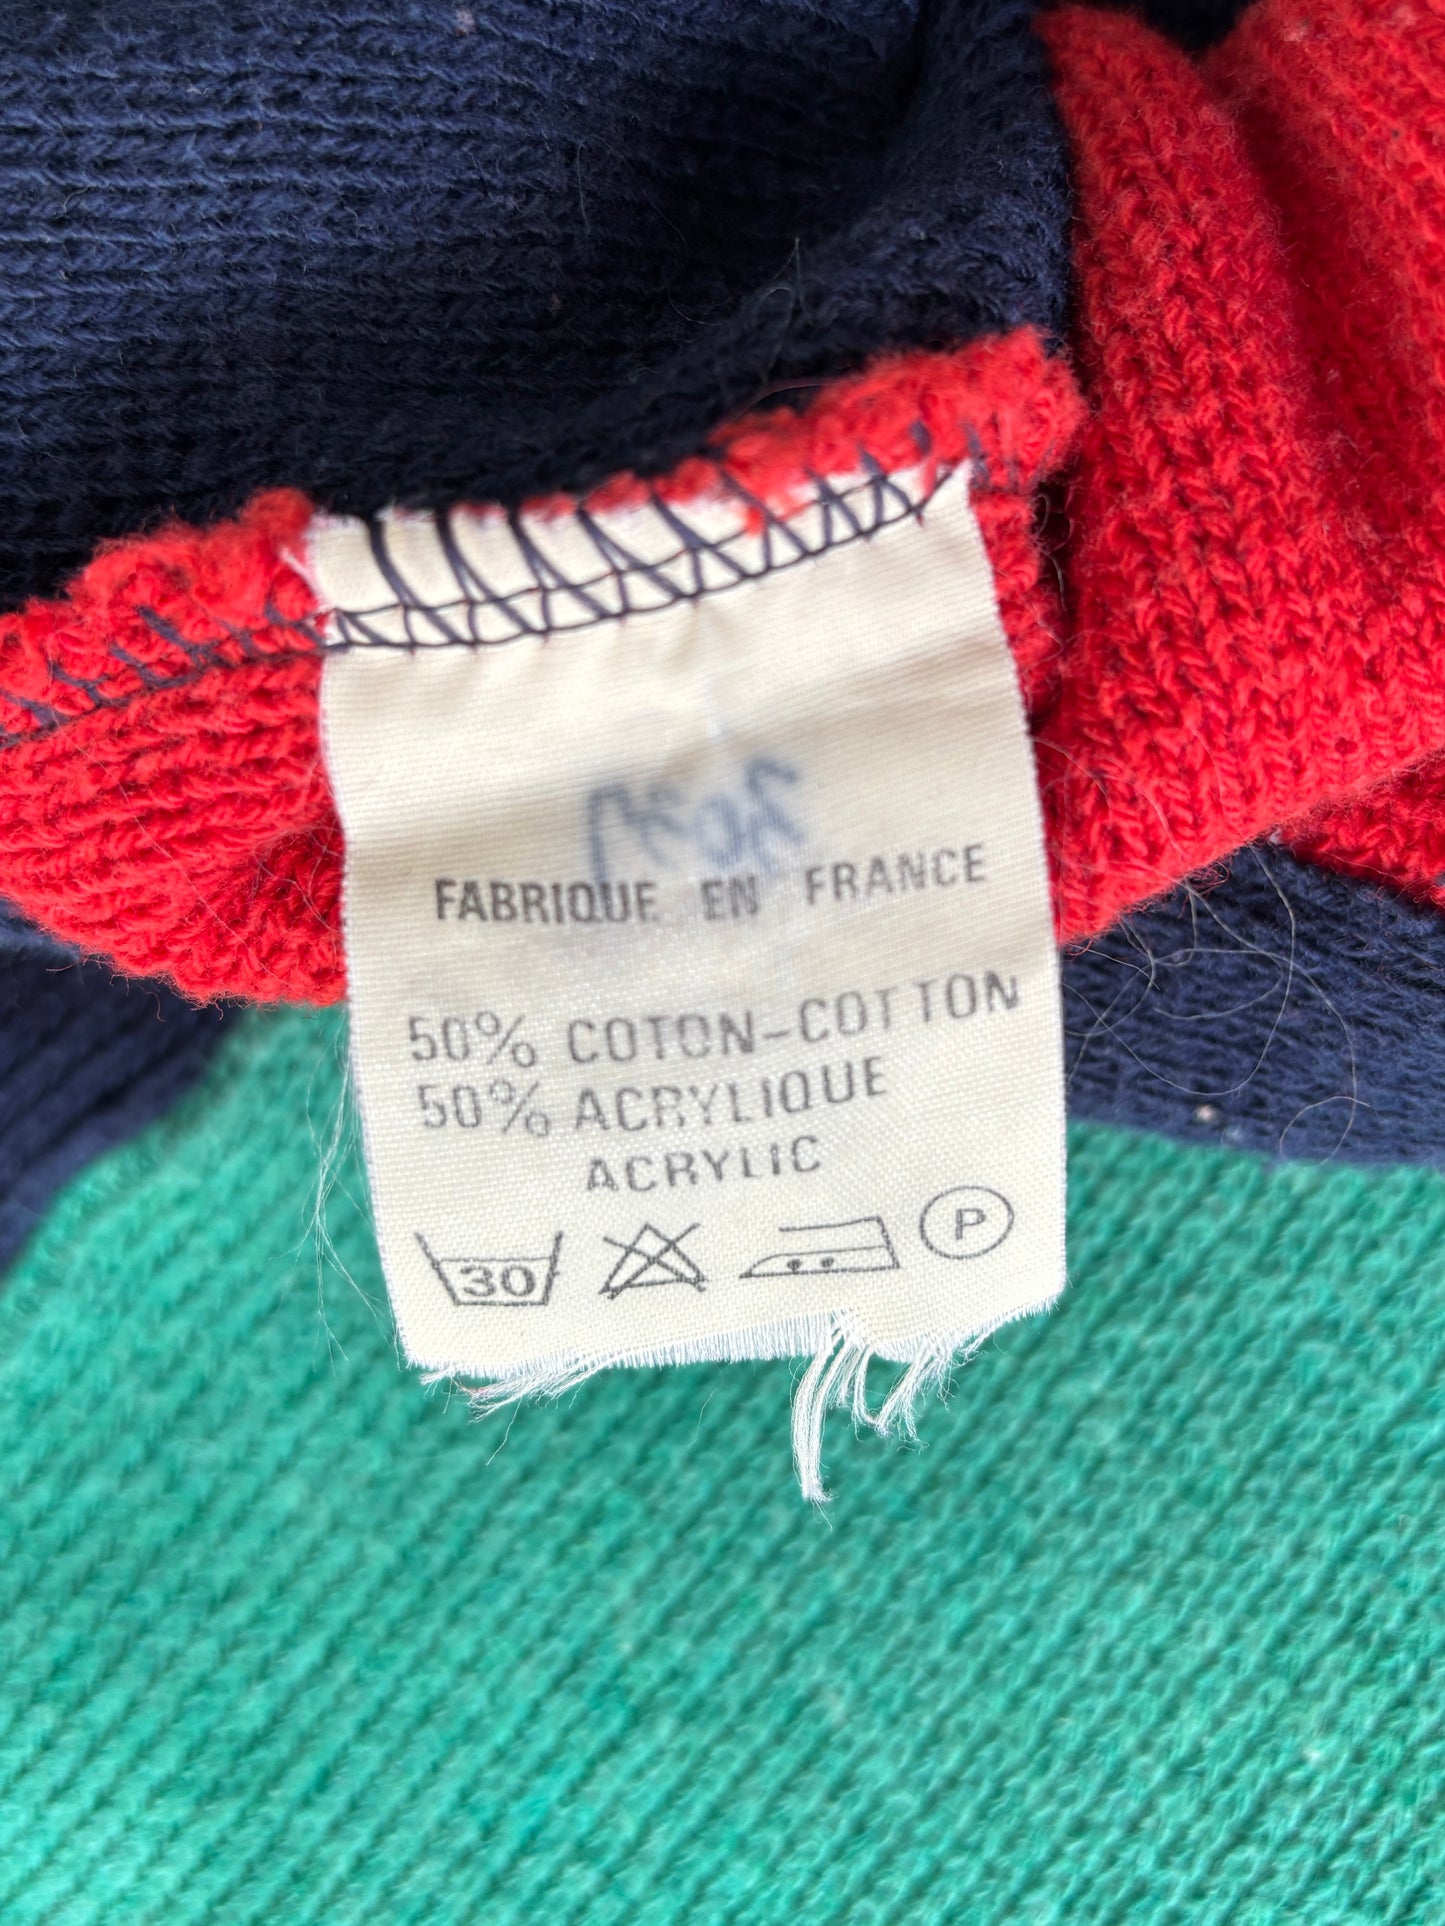 FABRIQUE EN FRANCE
50% COTON-COTTON
50% ACRYLIQUE
ACRYLIC
30 P